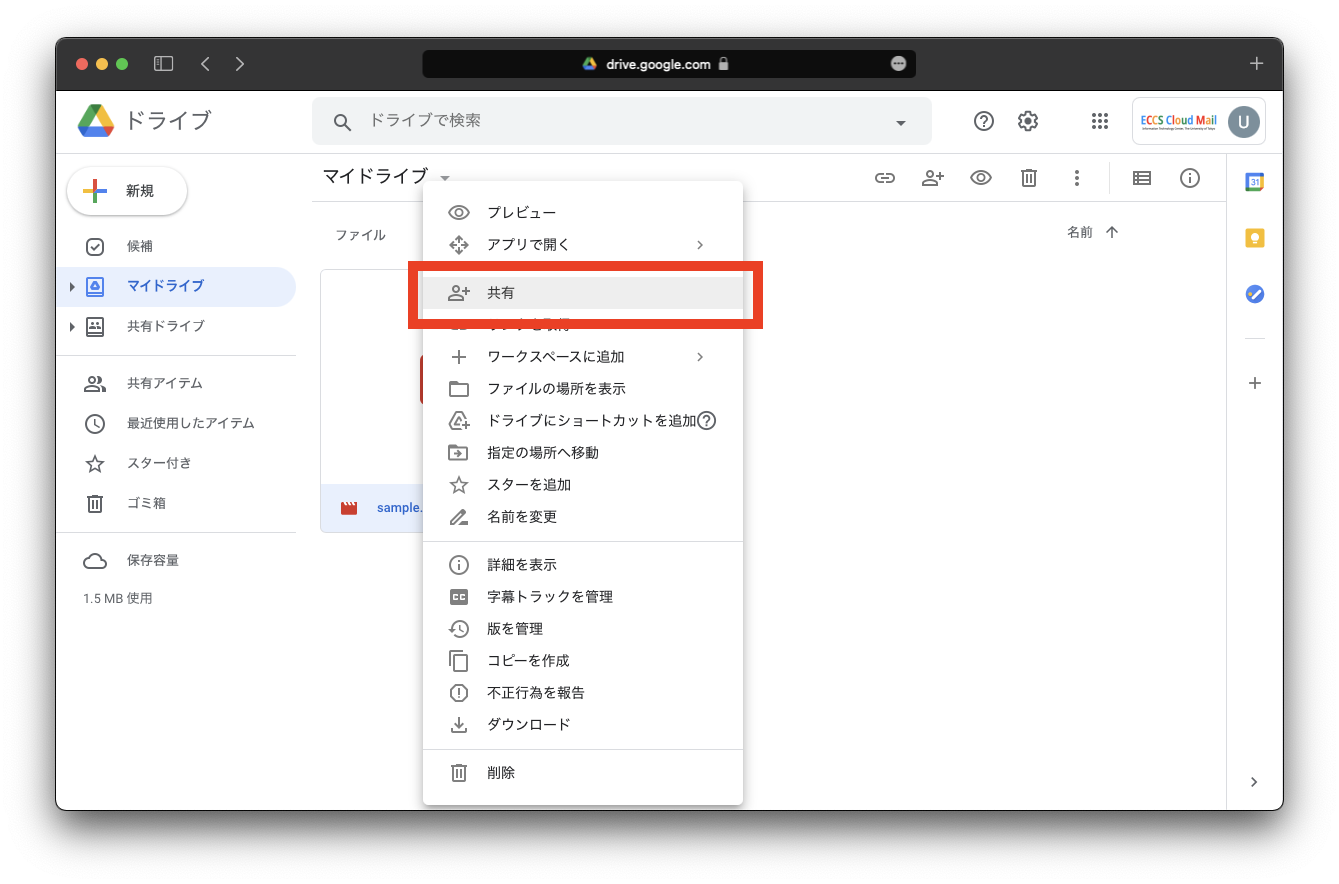 drive.google.com
ドライブ
ドライブで検索
ECCS Cloud Mail
Information Technology Center, The University of Tokyo
U
新規
マイドライブ
31
候補
マイドライブ
共有ドライブ
共有アイテム
最近使用したアイテム
スター付き
ゴミ箱
保存容量
1.5 MB 使用
ファイル
名前
sample.
プレビュー
アプリで開く
共有
ワークスペースに追加
ファイルの場所を表示
ドライブにショートカットを追加
指定の場所へ移動
スターを追加
名前を変更
詳細を表示
CC
字幕トラックを管理
版を管理
コピーを作成
不正行為を報告
ダウンロード
削除